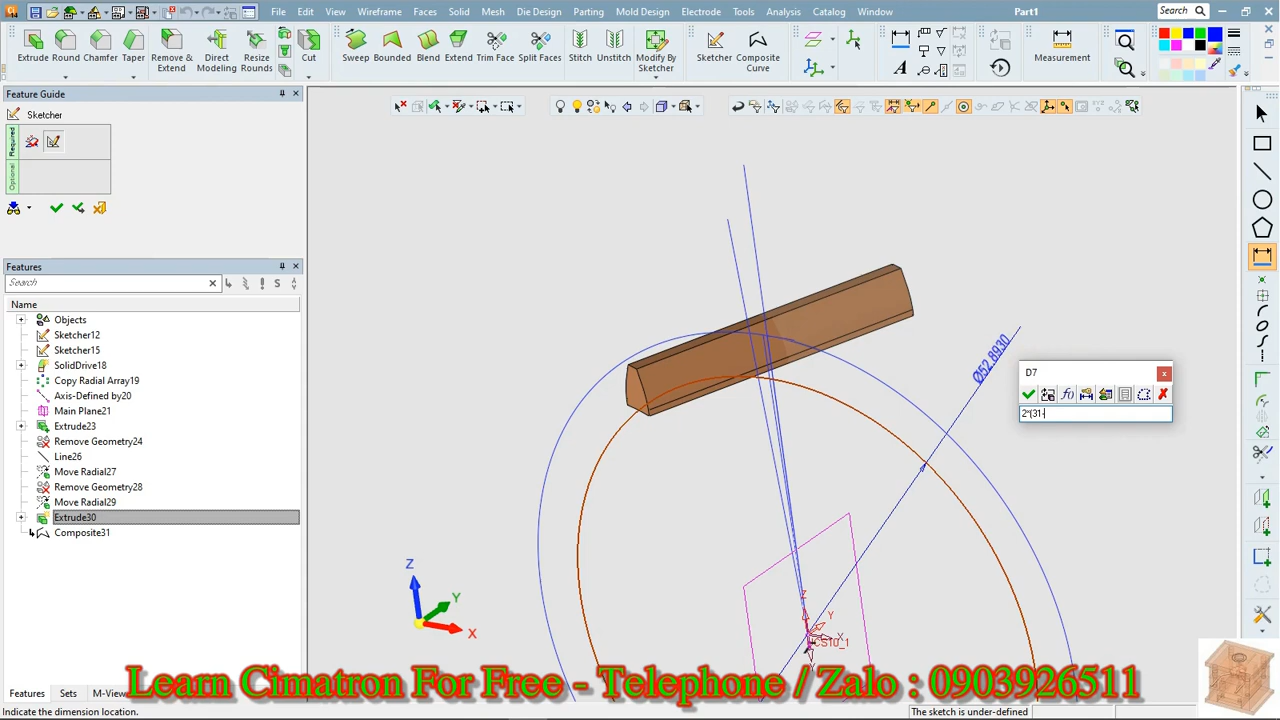 File Edit View Wireframe Faces Solid Mesh Die Design Parting Mold Design Electrode Tools Analysis Catalog Window Part1 Search
Extrude Round Chamfer Taper Remove & Extend Direct Modeling Resize Rounds Cut Sweep Bounded Blend Extend Trim Faces Split Faces Stitch Unstitch Modify By Sketcher Sketcher Composite Curve Measurement
Feature Guide
Sketcher
Required
Optional
Features
Search
Name
Objects
Sketcher12
Sketcher15
SolidDrive18
Copy Radial Array19
Axis-Defined by20
Main Plane21
Extrude23
Remove Geometry24
Line26
Move Radial27
Remove Geometry28
Move Radial29
Extrude30
Composite31
Ø52.8930
D7
2*(31-
Z
Y
X
Z
Y
X
Learn Cimatron For Free - Telephone / Zalo : 0903926511
Features Sets M-View
Indicate the dimension location.
The sketch is under-defined